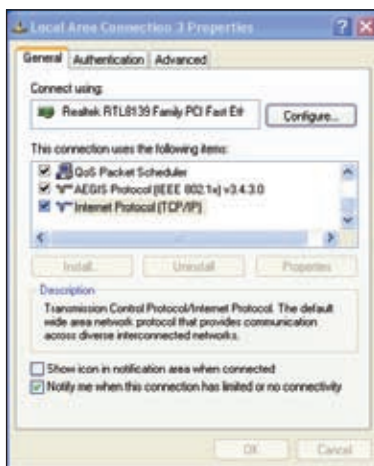 Local Area Connection 3 Properties
General Authentication Advanced
Connect using:
Realtek RTL8139 Family PCI Fast Eth
Configure...
This connection uses the following items:
QoS Packet Scheduler
AEGIS Protocol (IEEE 802.1x) v3.4.3.0
Internet Protocol (TCP/IP)
Install... Uninstall Properties
Description
Transmission Control Protocol/Internet Protocol. The default
wide area network protocol that provides communication
across diverse interconnected networks.
Show icon in notification area when connected
Notify me when this connection has limited or no connectivity
OK Cancel